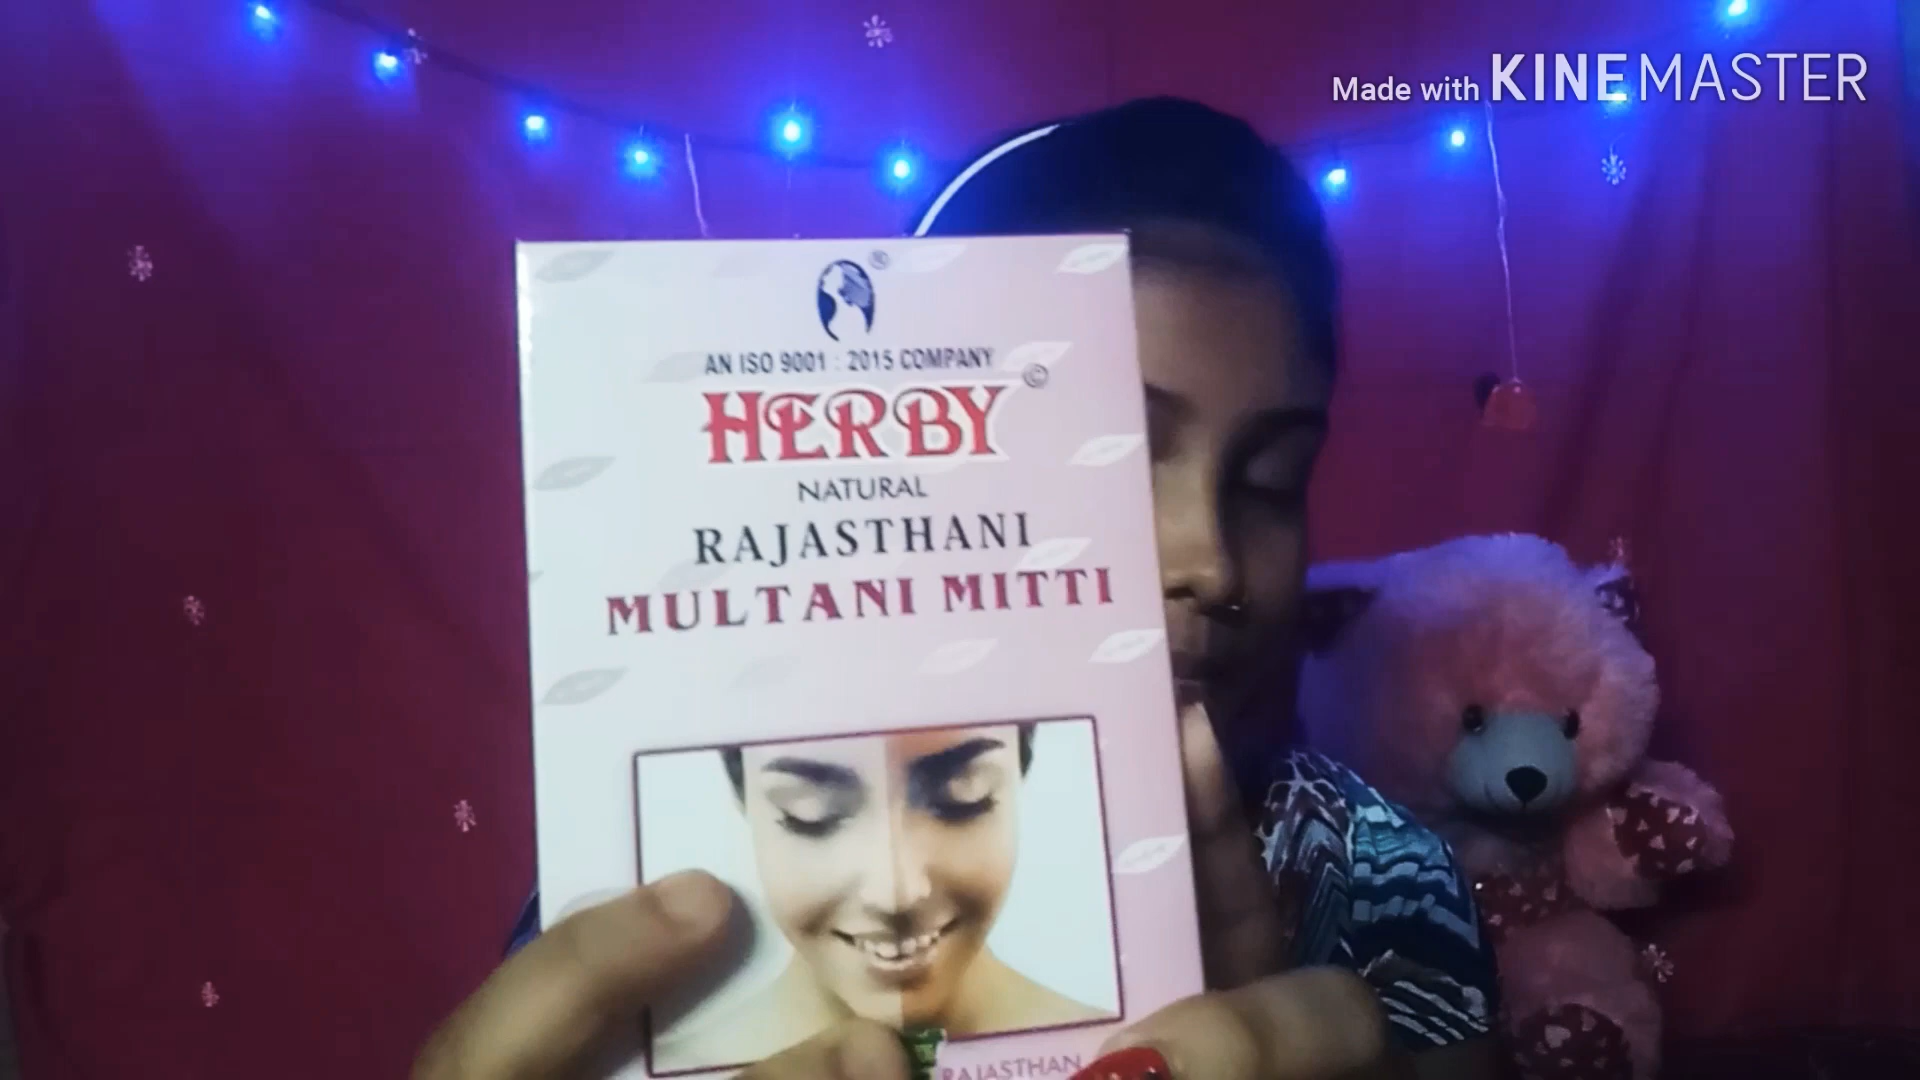 Made with KINEMASTER
®
AN ISO 9001 : 2015 COMPANY
HERBY ©
NATURAL
RAJASTHANI
MULTANI MITTI
RAJASTHAN